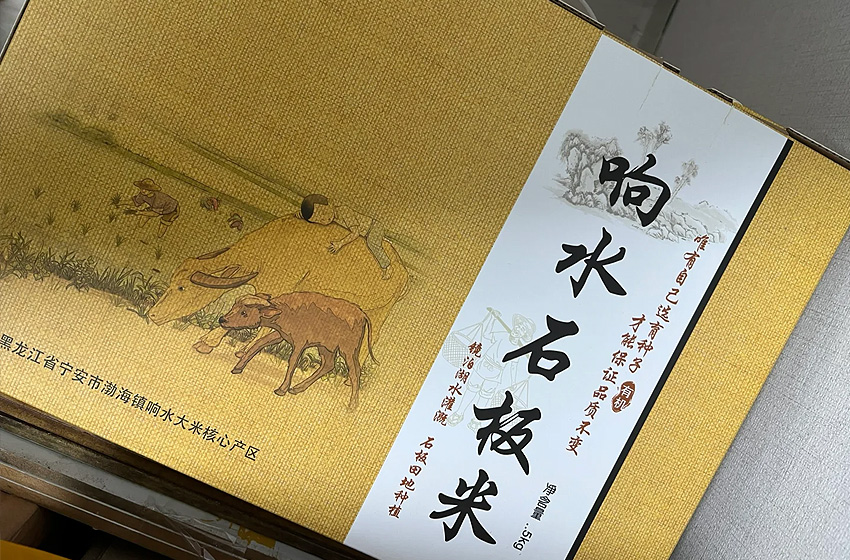 响水石板米
唯有自己选育种子
才能保证品质不变
有机
镜泊湖水灌溉 石板田地种植
净含量:5kg
黑龙江省宁安市渤海镇响水大米核心产区